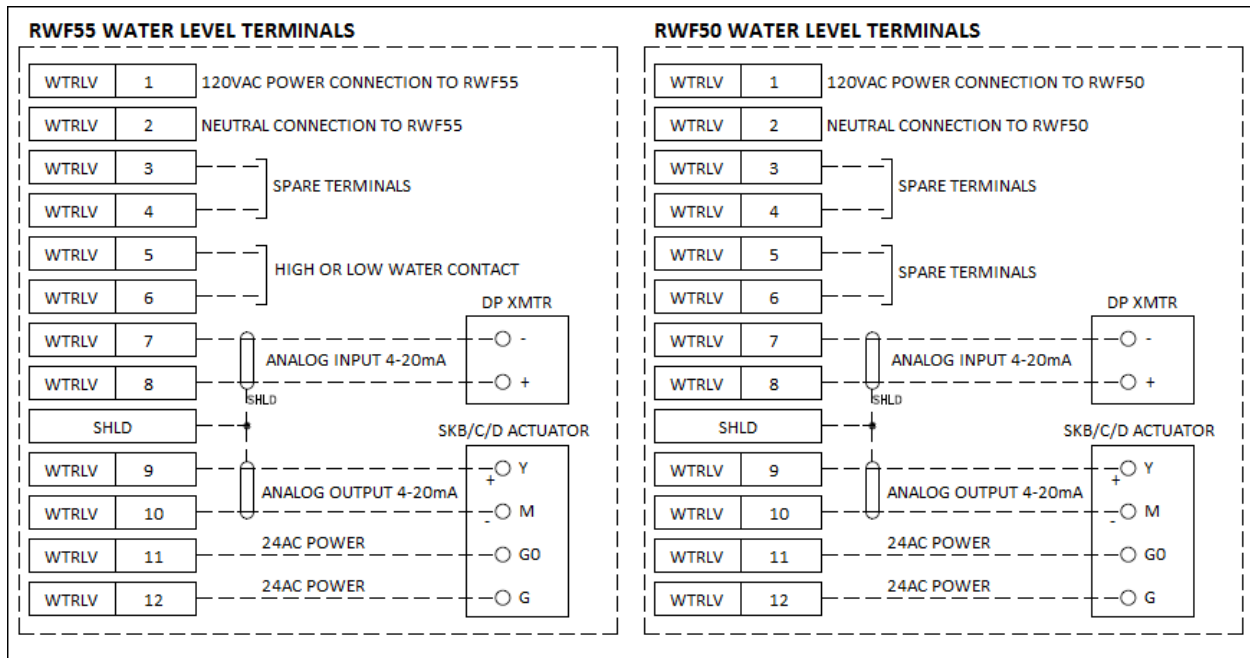 RWF55 WATER LEVEL TERMINALS
WTRLV 1 120VAC POWER CONNECTION TO RWF55
WTRLV 2 NEUTRAL CONNECTION TO RWF55
WTRLV 3
SPARE TERMINALS
WTRLV 4
WTRLV 5
HIGH OR LOW WATER CONTACT
WTRLV 6
DP XMTR
WTRLV 7 -
ANALOG INPUT 4-20mA
WTRLV 8 +
SHLD
SHLD
SKB/C/D ACTUATOR
WTRLV 9 + Y
ANALOG OUTPUT 4-20mA
WTRLV 10 - M
24AC POWER
WTRLV 11 G0
24AC POWER
WTRLV 12 G
RWF50 WATER LEVEL TERMINALS
WTRLV 1 120VAC POWER CONNECTION TO RWF50
WTRLV 2 NEUTRAL CONNECTION TO RWF50
WTRLV 3
SPARE TERMINALS
WTRLV 4
WTRLV 5
SPARE TERMINALS
WTRLV 6
DP XMTR
WTRLV 7 -
ANALOG INPUT 4-20mA
WTRLV 8 +
SHLD
SHLD
SKB/C/D ACTUATOR
WTRLV 9 + Y
ANALOG OUTPUT 4-20mA
WTRLV 10 - M
24AC POWER
WTRLV 11 G0
24AC POWER
WTRLV 12 G